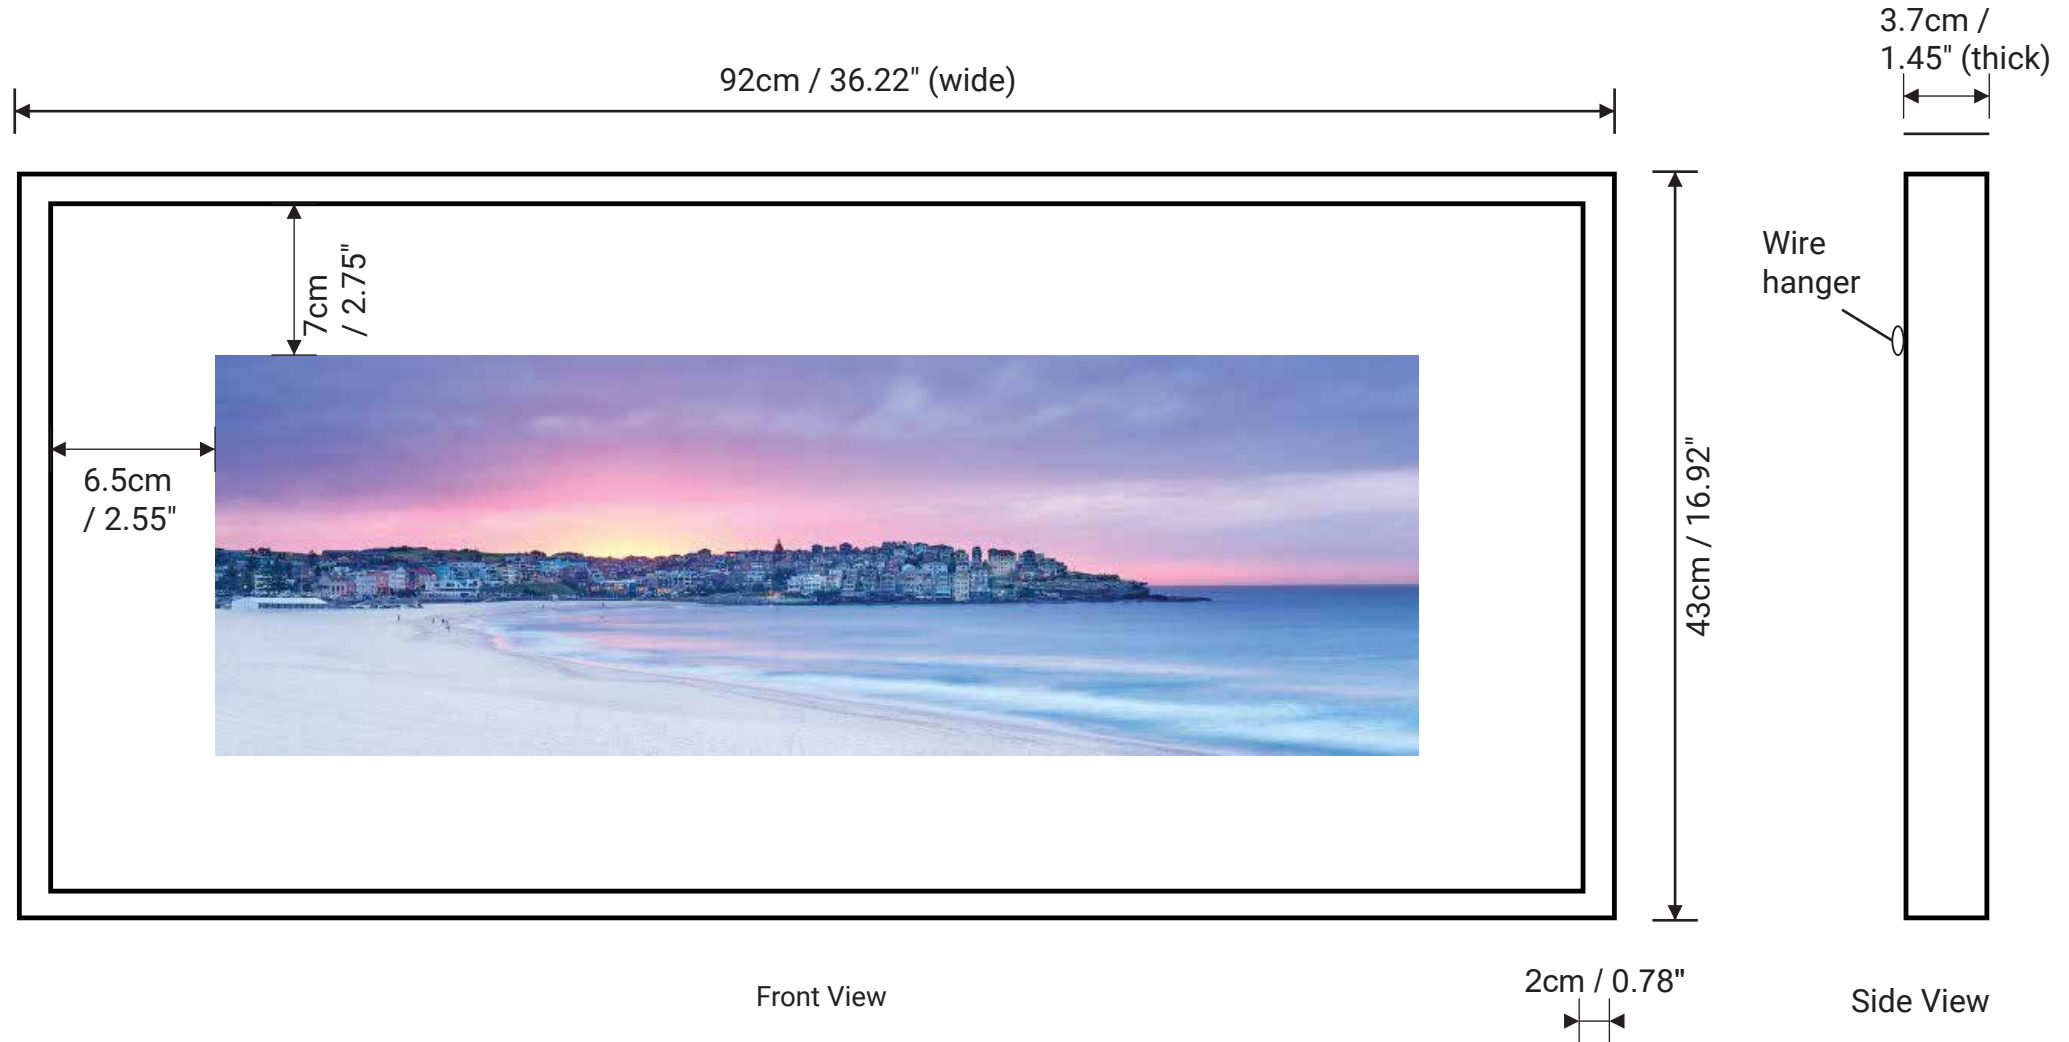 3.7cm /
1.45" (thick)
92cm / 36.22" (wide)
7cm
/ 2.75"
Wire
hanger
6.5cm
/ 2.55"
43cm / 16.92"
2cm / 0.78"
Front View
Side View